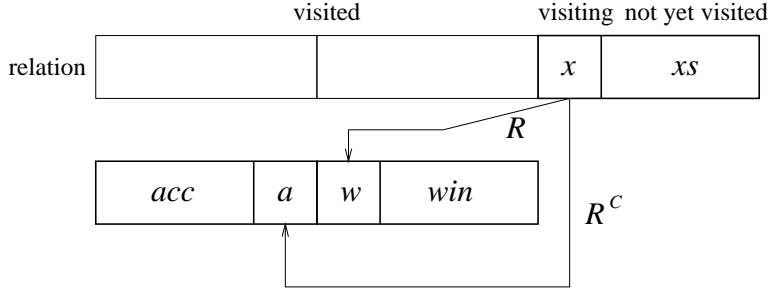 visited visiting not yet visited
relation x xs
R
acc a w win
R^C